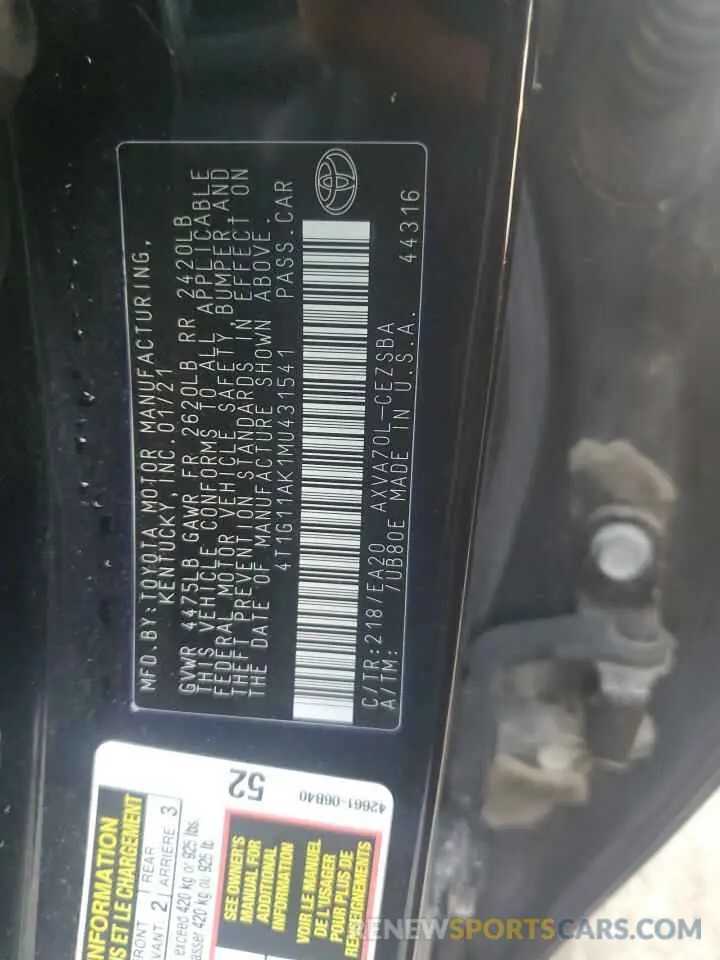 MFD. BY: TOYOTA MOTOR MANUFACTURING,
KENTUCKY, INC. 01/21
GVWR 4475LB GAWR FR 2620LB RR 2420LB
THIS VEHICLE CONFORMS TO ALL APPLICABLE
FEDERAL MOTOR VEHICLE SAFETY, BUMPER AND
THEFT PREVENTION STANDARDS IN EFFECT ON
THE DATE OF MANUFACTURE SHOWN ABOVE.
4T1G11AK1MU431541 PASS. CAR
C/TR: 218/EA20 AXVA70L-CEZSBA
A/TM: /UB80E MADE IN U.S.A. 44316
INFORMATION
S ET LE CHARGEMENT
FRONT 2 REAR 3
VANT ARRIÈRE
exceed 420 kg or 925 lbs.
asser 420 kg ou 925 lb
52
42661-06B40
SEE OWNER'S
MANUAL FOR
ADDITIONAL
INFORMATION
VOIR LE MANUEL
DE L'USAGER
POUR PLUS DE
RENSEIGNEMENTS
RENEWSPORTSCARS.COM